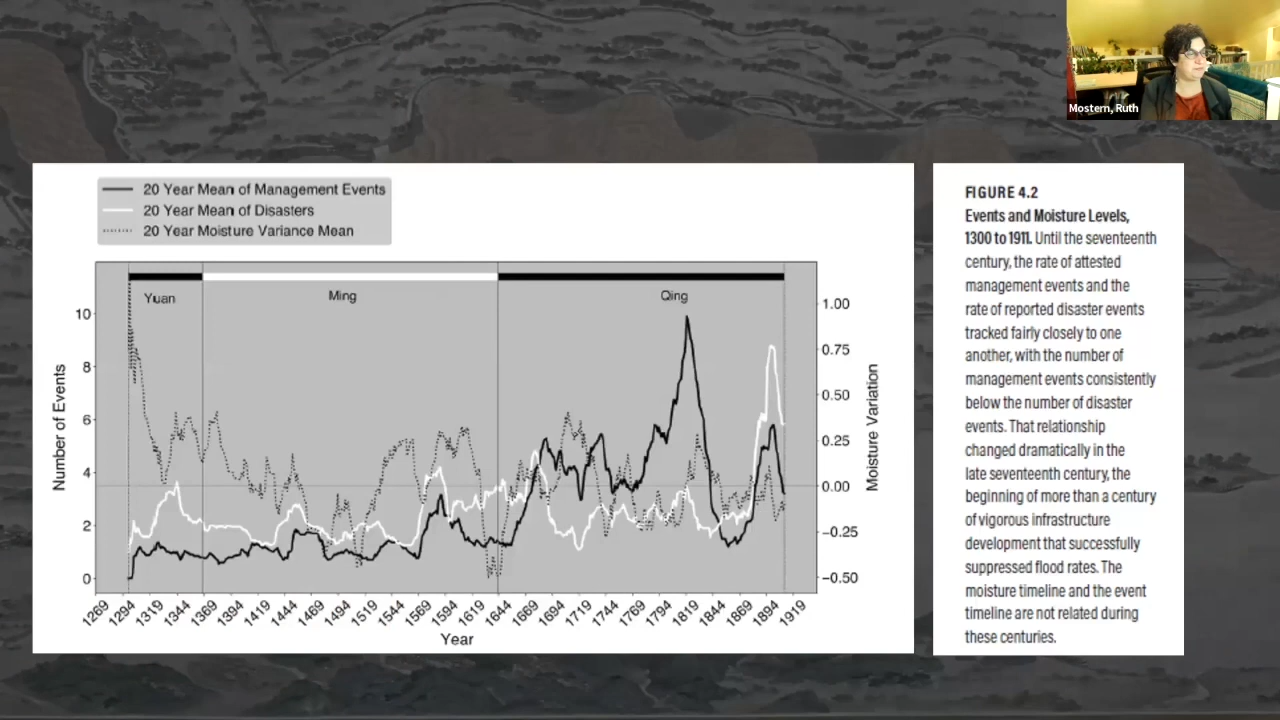 Mostern, Ruth
20 Year Mean of Management Events
20 Year Mean of Disasters
20 Year Moisture Variance Mean
Yuan
Ming
Qing
Number of Events
10
8
6
4
2
0
1.00
0.75
0.50
0.25
0.00
−0.25
−0.50
Moisture Variation
1269
1294
1319
1344
1369
1394
1419
1444
1469
1494
1519
1544
1569
1594
1619
1644
1669
1694
1719
1744
1769
1794
1819
1844
1869
1894
1919
Year
FIGURE 4.2
Events and Moisture Levels,
1300 to 1911. Until the seventeenth
century, the rate of attested
management events and the
rate of reported disaster events
tracked fairly closely to one
another, with the number of
management events consistently
below the number of disaster
events. That relationship
changed dramatically in the
late seventeenth century, the
beginning of more than a century
of vigorous infrastructure
development that successfully
suppressed flood rates. The
moisture timeline and the event
timeline are not related during
these centuries.